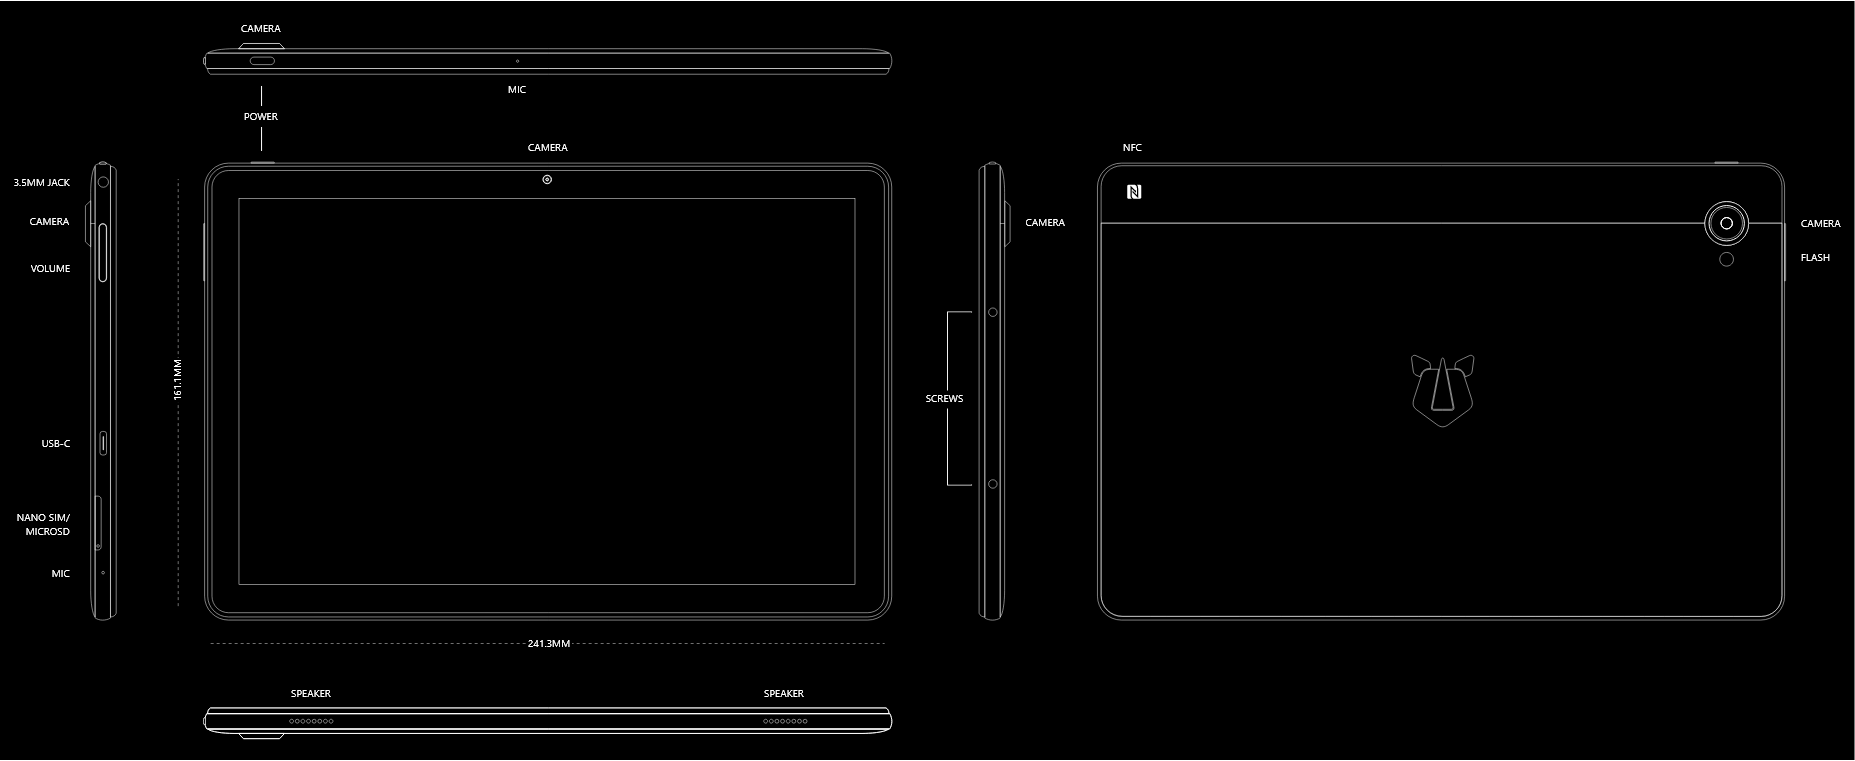 CAMERA
MIC
POWER
CAMERA
NFC
3.5MM JACK
CAMERA
VOLUME
161.1MM
USB-C
NANO SIM/
MICROSD
MIC
CAMERA
SCREWS
CAMERA
FLASH
241.3MM
SPEAKER
SPEAKER